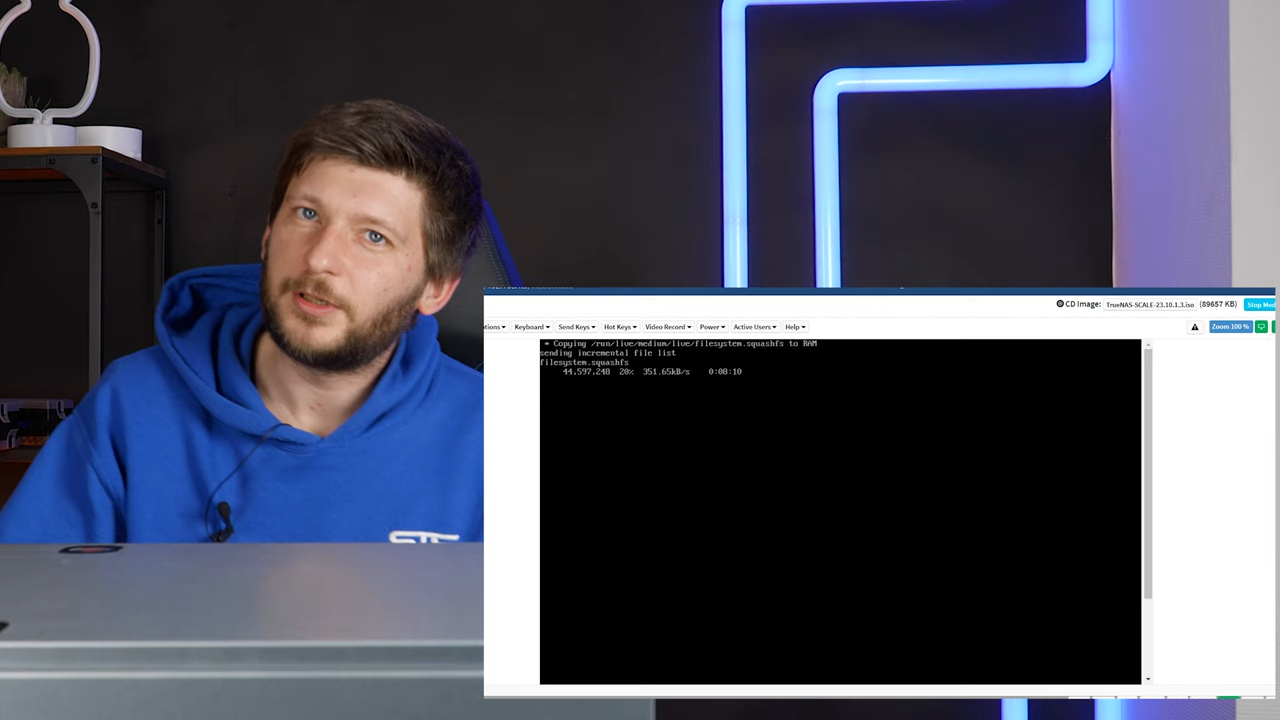 CD Image: TrueNAS-SCALE-23.10.1.3.iso (89657 KB) Stop Med
Keyboard Send Keys Hot Keys Video Record Power Active Users Help Zoom 100 %
* Copying /run/live/medium/live/filesystem.squashfs to RAM
sending incremental file list
filesystem.squashfs
44,597,248 20% 351.65kB/s 0:08:10